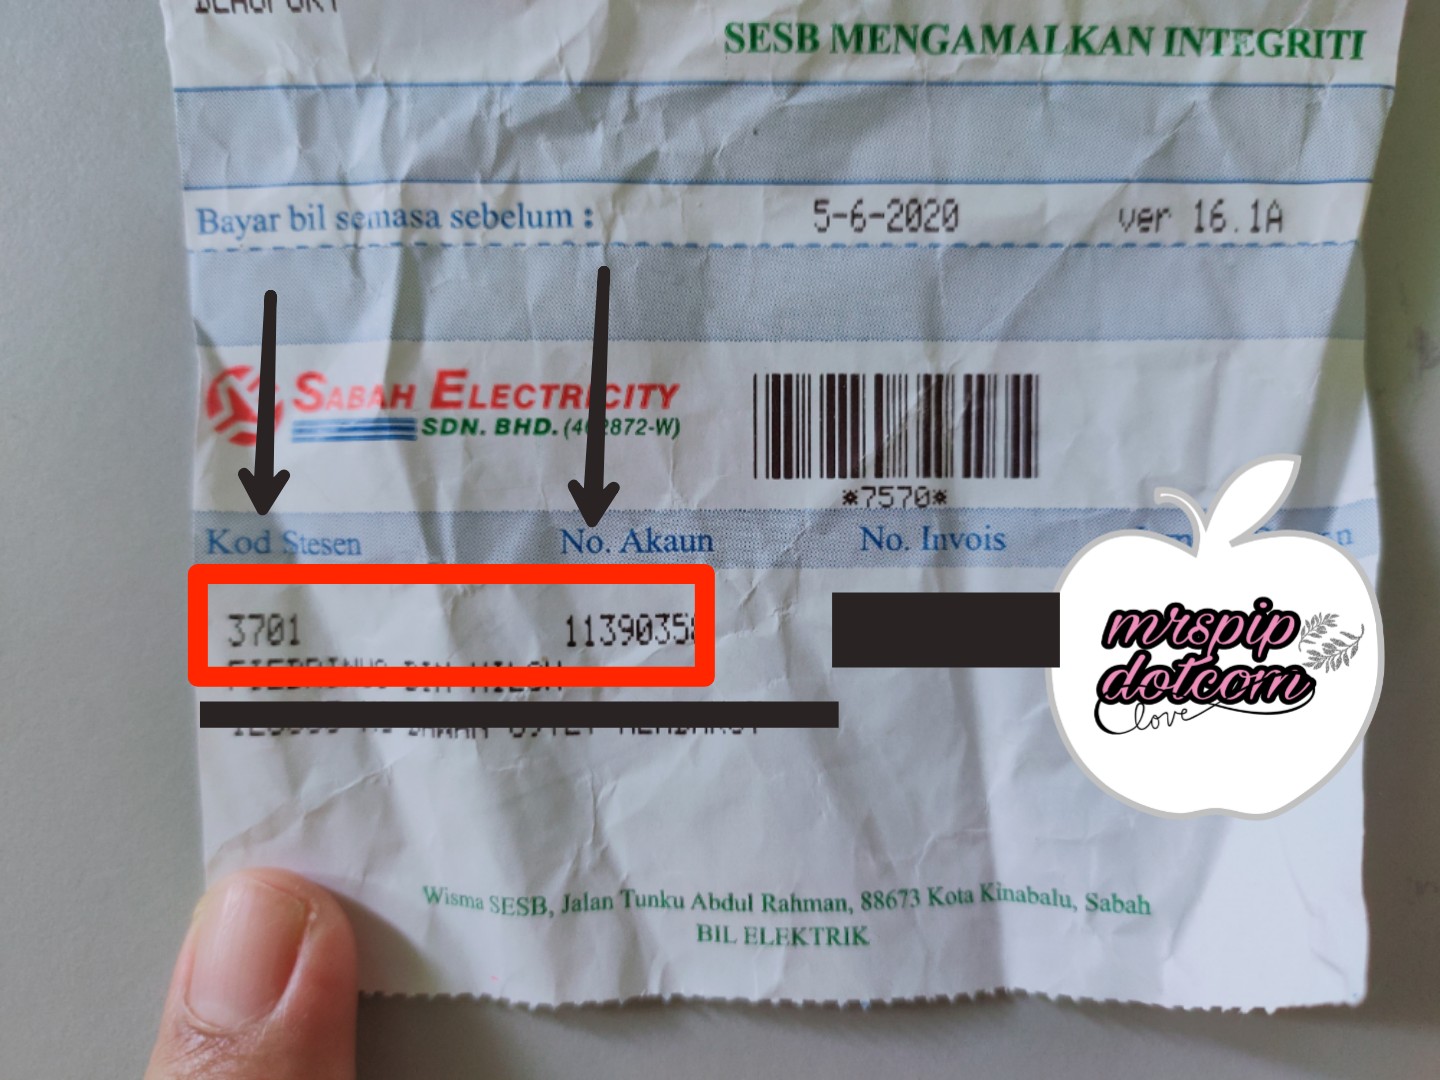 SESB MENGAMALKAN INTEGRITI
Bayar bil semasa sebelum : 5-6-2020 ver 16.1A
SABAH ELECTRICITY
SDN. BHD.
*7570*
Kod Stesen No. Akaun No. Invois
3701 1139035
mrspip
dotcom
love
Wisma SESB, Jalan Tunku Abdul Rahman, 88673 Kota Kinabalu, Sabah
BIL ELEKTRIK